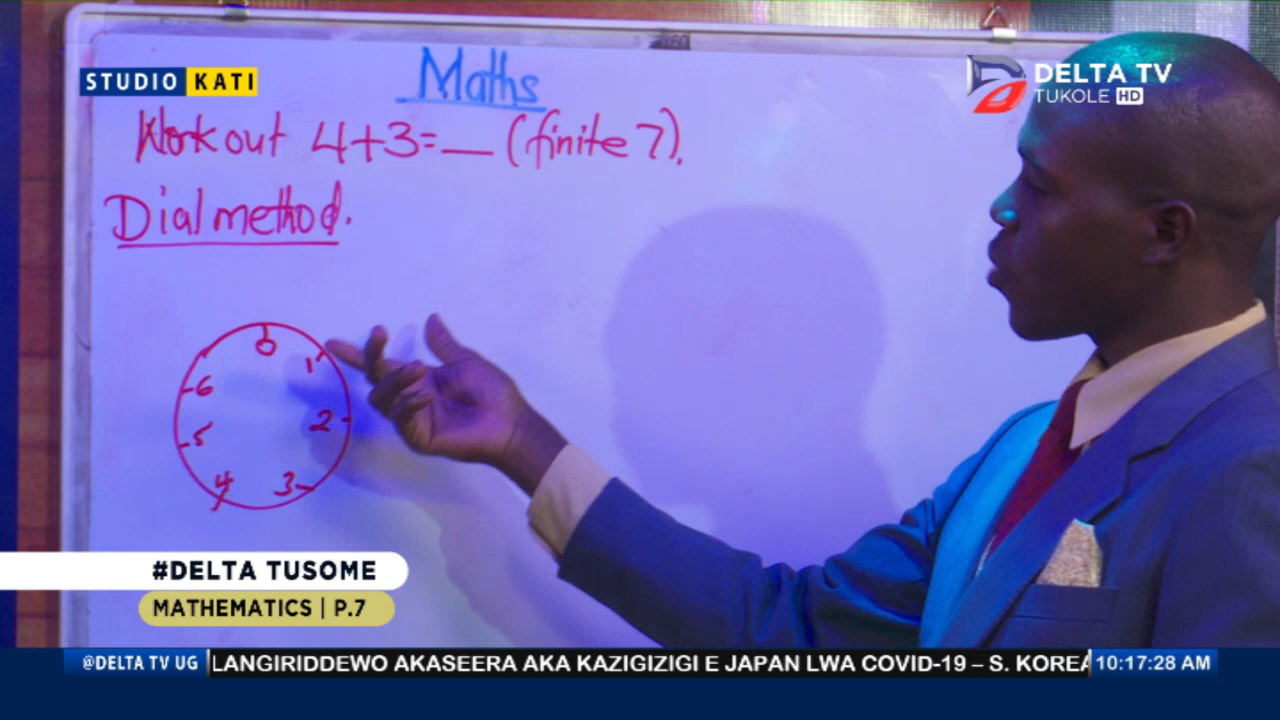 STUDIO KATI
DELTA TV
TUKOLE HD
Maths
Workout 4+3=__ (finite 7).
Dial method.
0
1
2
3
4
5
6
#DELTA TUSOME
MATHEMATICS | P.7
@DELTA TV UG
LANGIRIDDEWO AKASEERA AKA KAZIGIZIGI E JAPAN LWA COVID-19 – S. KOREA
10:17:28 AM